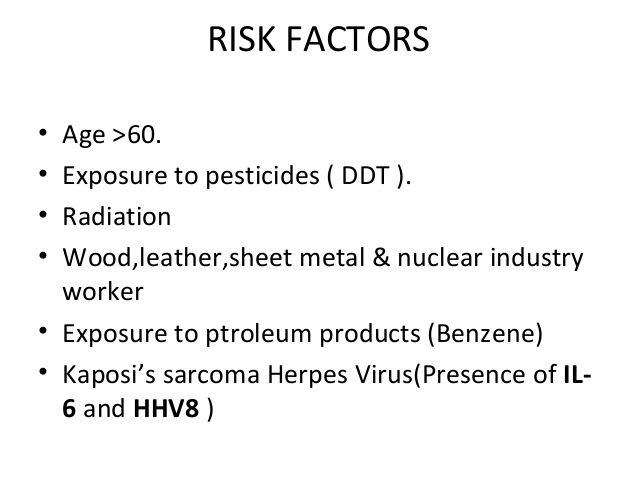 RISK FACTORS
• Age >60.
• Exposure to pesticides ( DDT ).
• Radiation
• Wood,leather,sheet metal & nuclear industry
worker
• Exposure to ptroleum products (Benzene)
• Kaposi’s sarcoma Herpes Virus(Presence of IL-
6 and HHV8 )